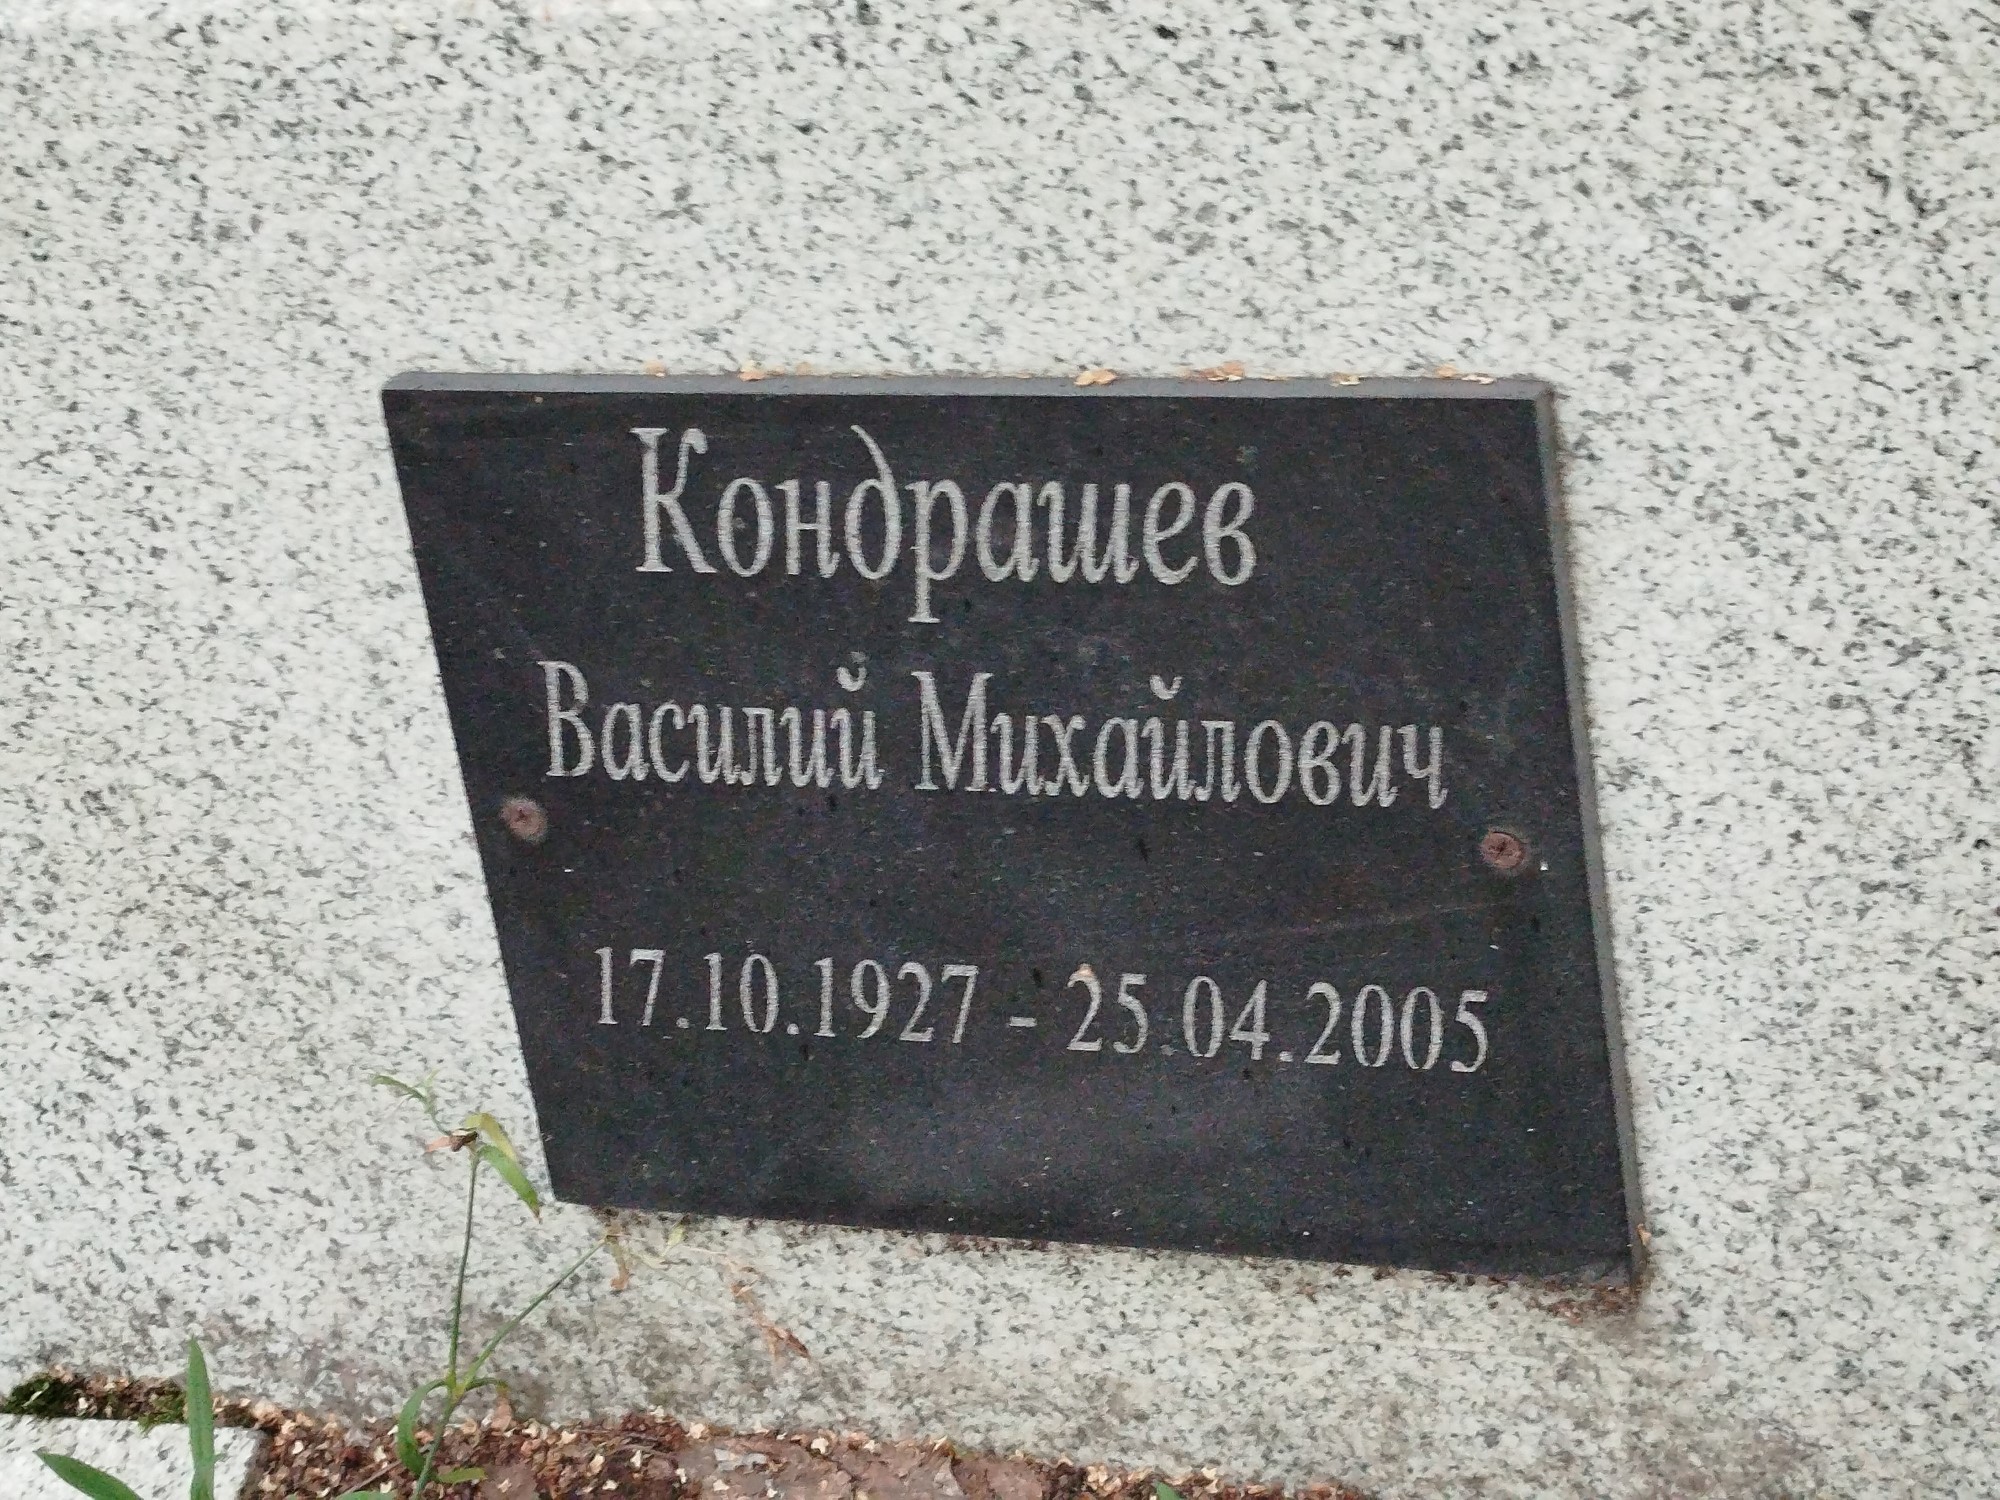 Кондрашев
Василий Михайлович
17.10.1927 - 25.04.2005